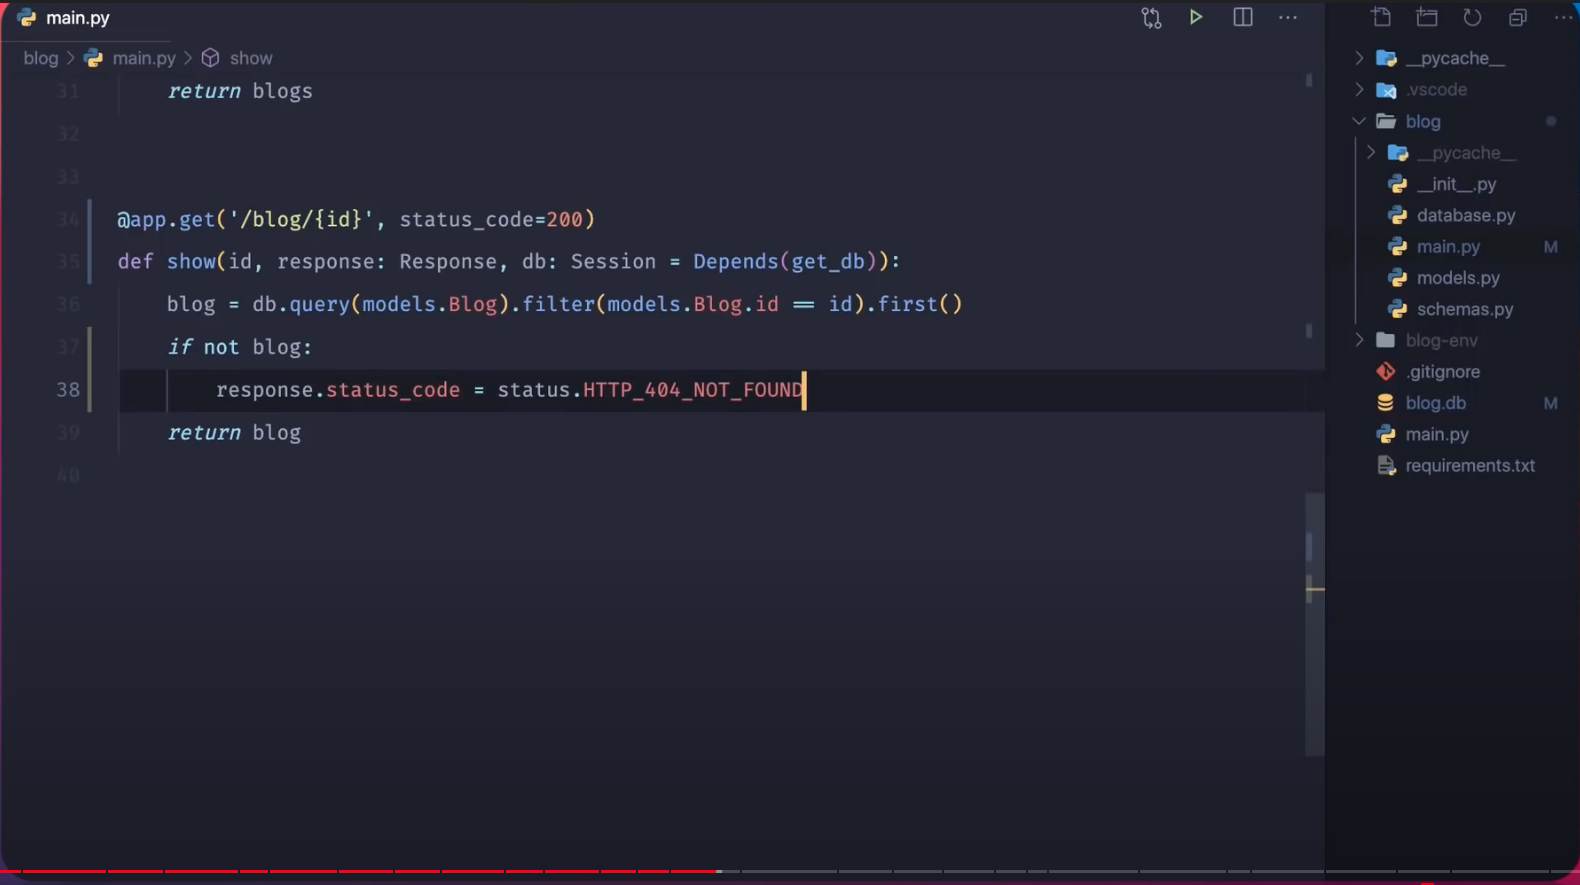 main.py
blog > main.py > show
31 return blogs
32
33
34 @app.get('/blog/{id}', status_code=200)
35 def show(id, response: Response, db: Session = Depends(get_db)):
36 blog = db.query(models.Blog).filter(models.Blog.id == id).first()
37 if not blog:
38 response.status_code = status.HTTP_404_NOT_FOUND
39 return blog
40
__pycache__
.vscode
blog
__pycache__
__init__.py
database.py
main.py M
models.py
schemas.py
blog-env
.gitignore
blog.db M
main.py
requirements.txt